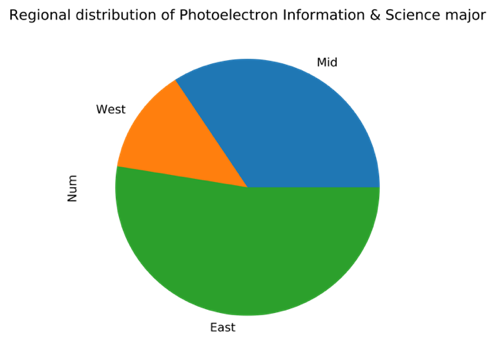 Regional distribution of Photoelectron Information & Science major
Mid
West
Num
East